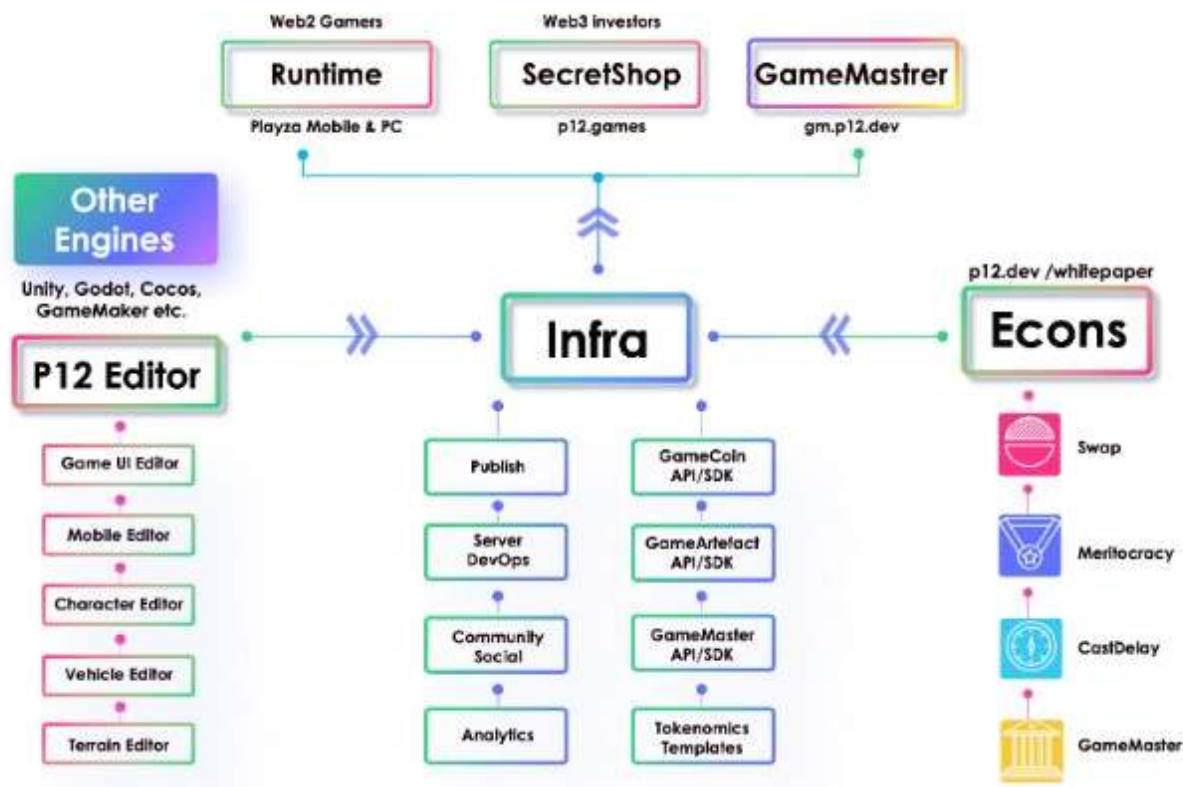 Web2 Gamers
Runtime
Playza Mobile & PC
Web3 investors
SecretShop
p12.games
GameMastrer
gm.p12.dev
Other
Engines
Unity, Godot, Cocos,
GameMaker etc.
P12 Editor
Game UI Editor
Mobile Editor
Character Editor
Vehicle Editor
Terrain Editor
Infra
Publish
Server
DevOps
Community
Social
Analytics
GameCoin
API/SDK
GameArtefact
API/SDK
GameMaster
API/SDK
Tokenomics
Templates
p12.dev /whitepaper
Econs
Swap
Meritocracy
CastDelay
GameMaster